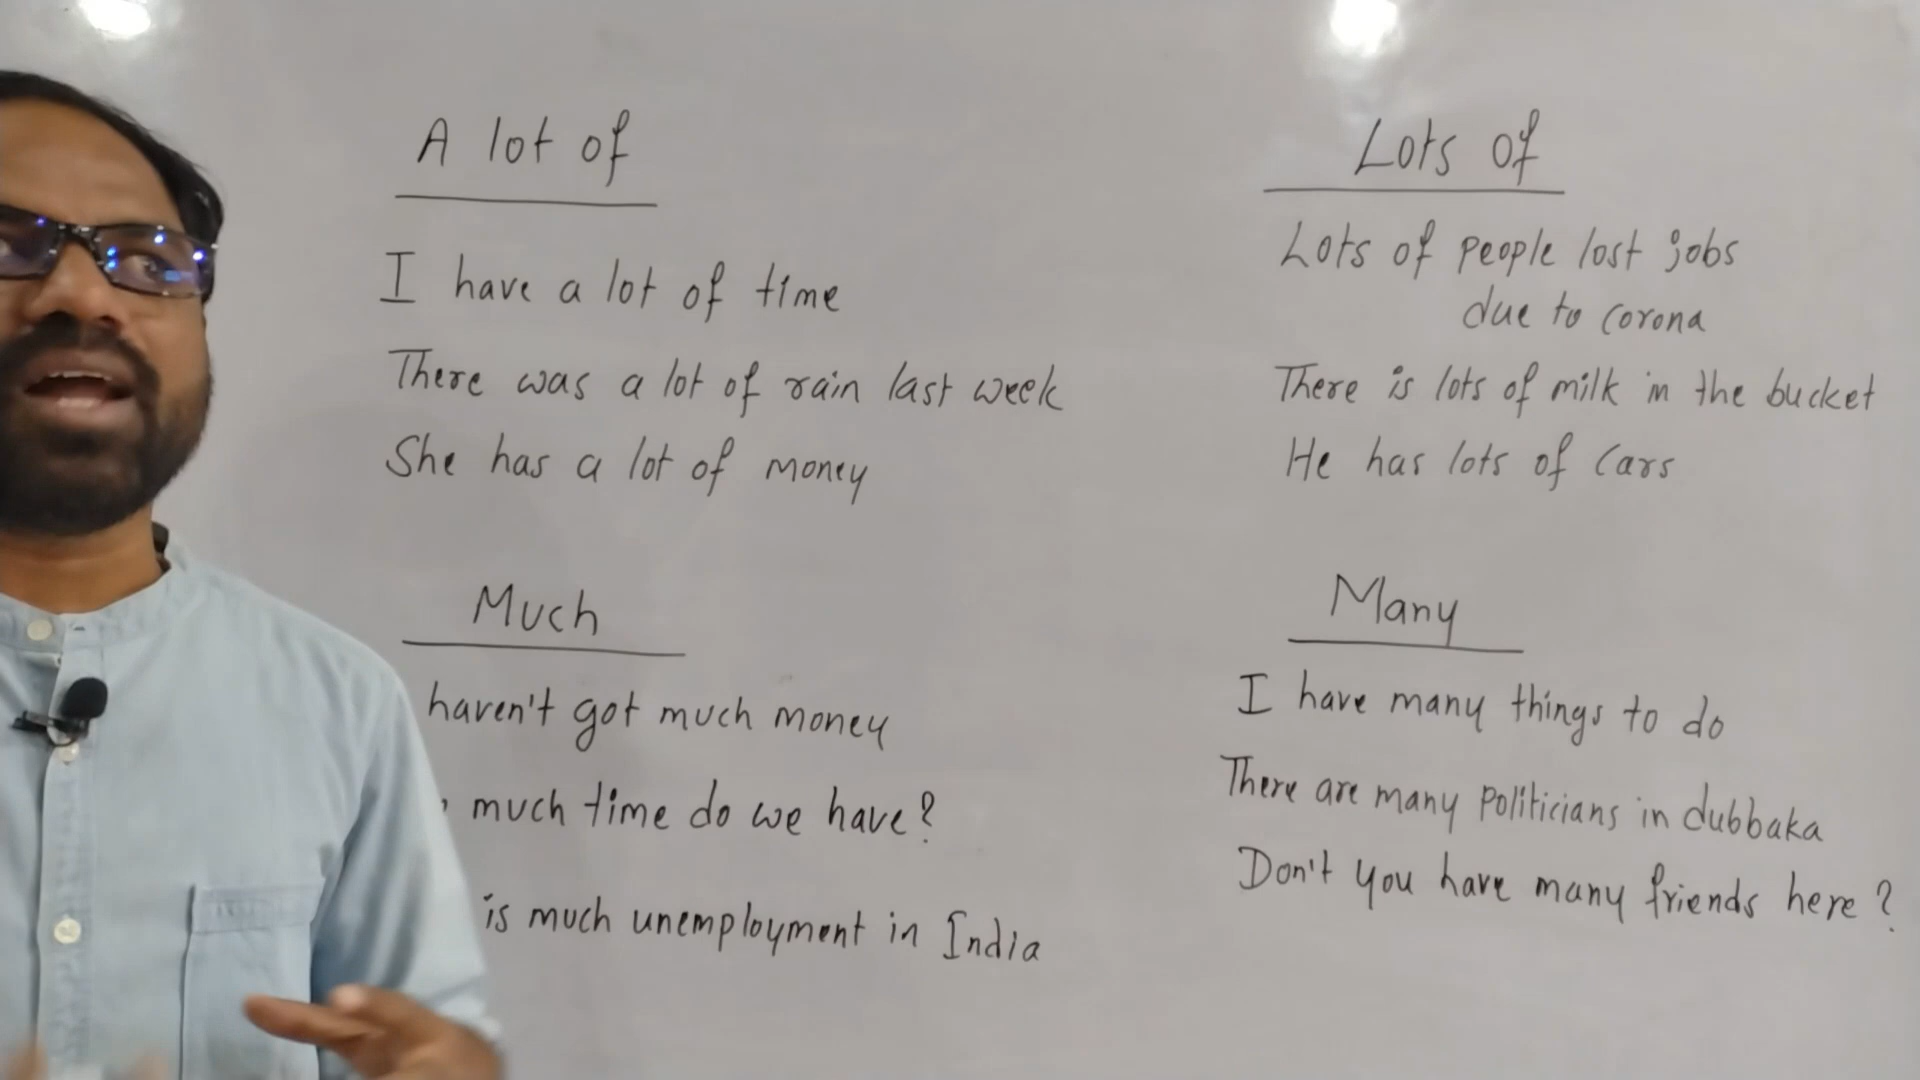 A lot of
I have a lot of time
There was a lot of rain last week
She has a lot of money
Lots of
Lots of people lost jobs
due to corona
There is lots of milk in the bucket
He has lots of cars
Much
haven't got much money
much time do we have?
is much unemployment in India
Many
I have many things to do
There are many politicians in dubbaka
Don't you have many friends here?